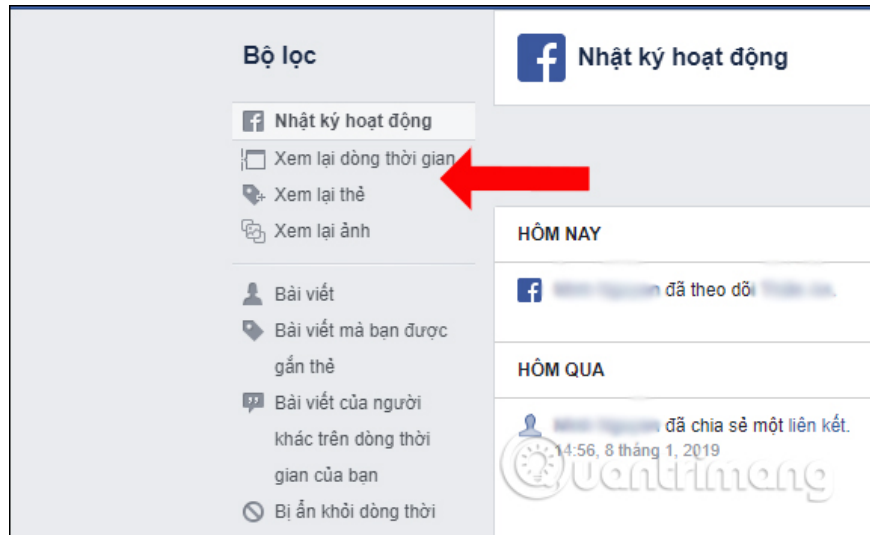 Bộ lọc
Nhật ký hoạt động
Xem lại dòng thời gian
Xem lại thẻ
Xem lại ảnh
Bài viết
Bài viết mà bạn được
gắn thẻ
Bài viết của người
khác trên dòng thời
gian của bạn
Bị ẩn khỏi dòng thời
Nhật ký hoạt động
HÔM NAY
đã theo dõi
HÔM QUA
đã chia sẻ một liên kết.
14:56, 8 tháng 1, 2019
Quantrimang